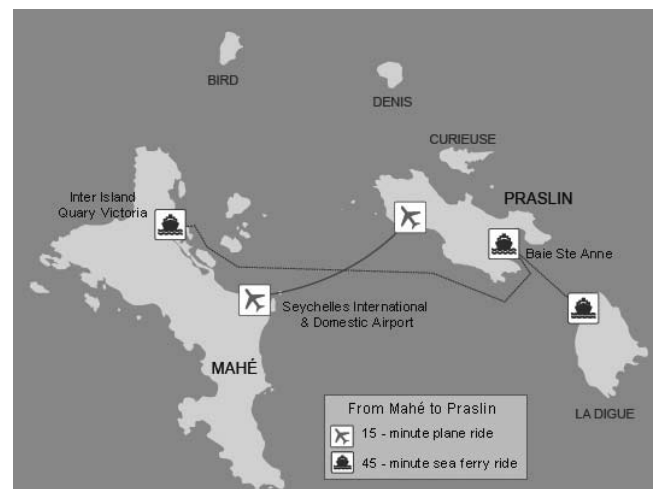 BIRD
DENIS
CURIEUSE
Inter Island
Quary Victoria
PRASLIN
Baie Ste Anne
Seychelles International
& Domestic Airport
MAHÉ
LA DIGUE
From Mahé to Praslin
15 - minute plane ride
45 - minute sea ferry ride